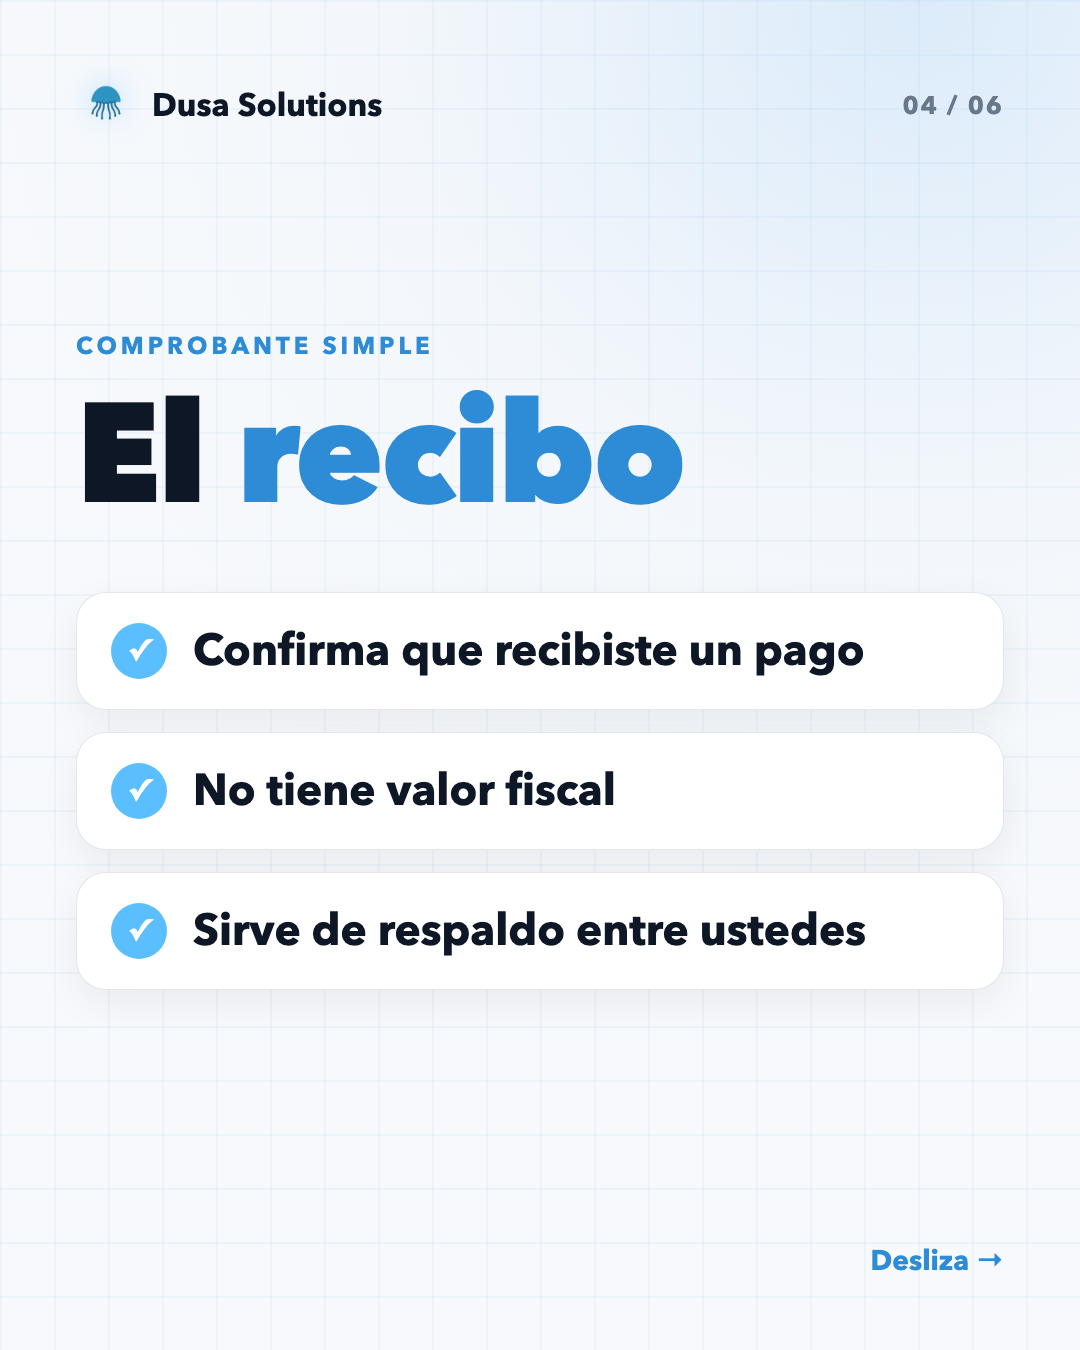 Dusa Solutions
04 / 06
COMPROBANTE SIMPLE
El recibo
✓ Confirma que recibiste un pago
✓ No tiene valor fiscal
✓ Sirve de respaldo entre ustedes
Desliza →